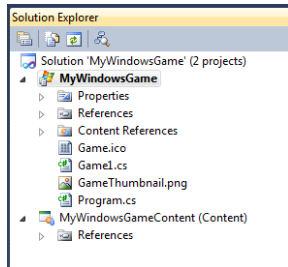 Solution Explorer
Solution 'MyWindowsGame' (2 projects)
MyWindowsGame
Properties
References
Content References
Game.ico
Game1.cs
GameThumbnail.png
Program.cs
MyWindowsGameContent (Content)
References